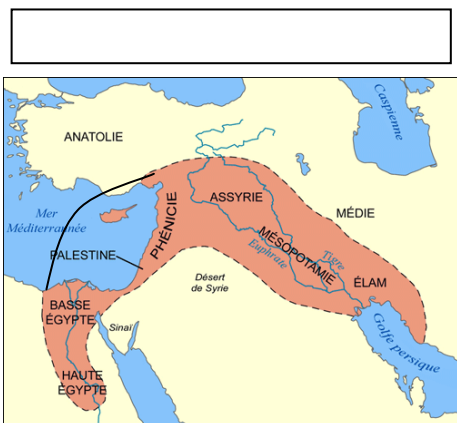 Caspienne
ANATOLIE
ASSYRIE
MÉDIE
PHÉNICIE
Mer
Méditerrannée
MÉSOPOTAMIE
Tigre
Euphrate
PALESTINE
Désert
de Syrie
ÉLAM
BASSE
ÉGYPTE
Sinaï
Golfe persique
HAUTE
ÉGYPTE